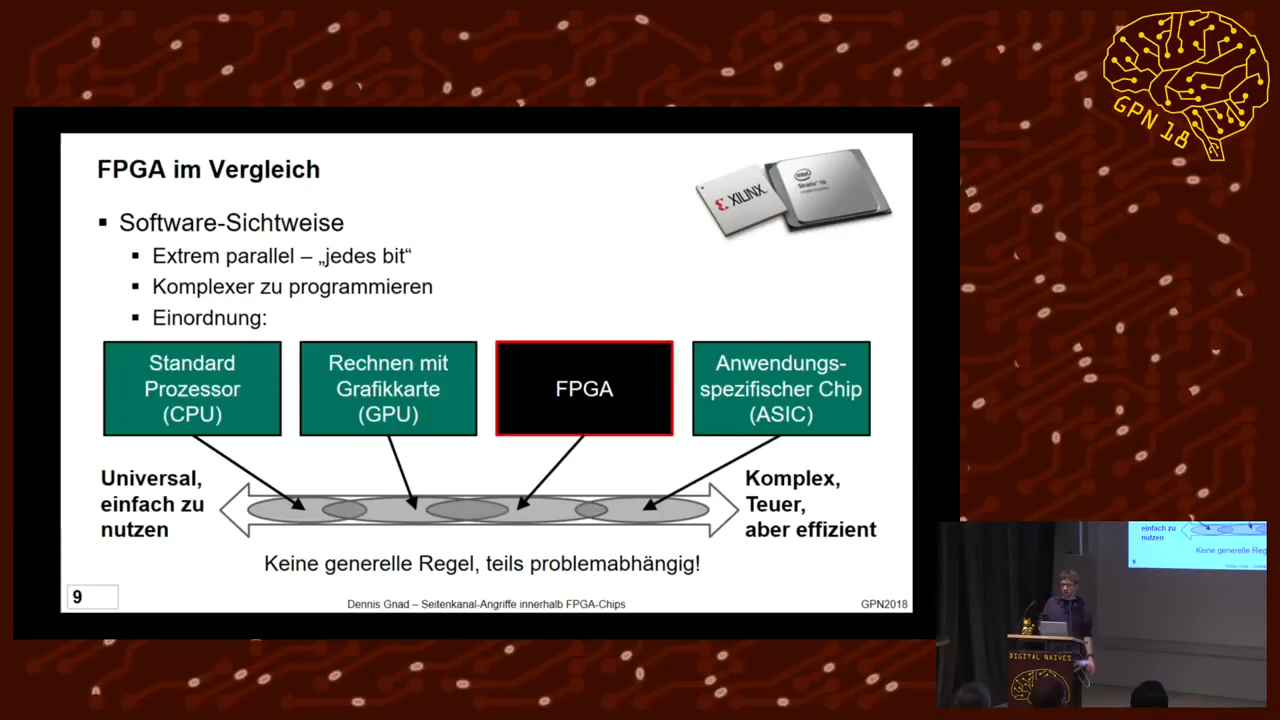 GPN 18
FPGA im Vergleich
XILINX
intel
Stratix 10
Software-Sichtweise
Extrem parallel – „jedes bit“
Komplexer zu programmieren
Einordnung:
Standard
Prozessor
(CPU)
Rechnen mit
Grafikkarte
(GPU)
FPGA
Anwendungs-
spezifischer Chip
(ASIC)
Universal,
einfach zu
nutzen
Komplex,
Teuer,
aber effizient
Keine generelle Regel, teils problemabhängig!
9
Dennis Gnad – Seitenkanal-Angriffe innerhalb FPGA-Chips
GPN2018
einfach zu
nutzen
Keine generelle Regel
DIGITAL NAIVES